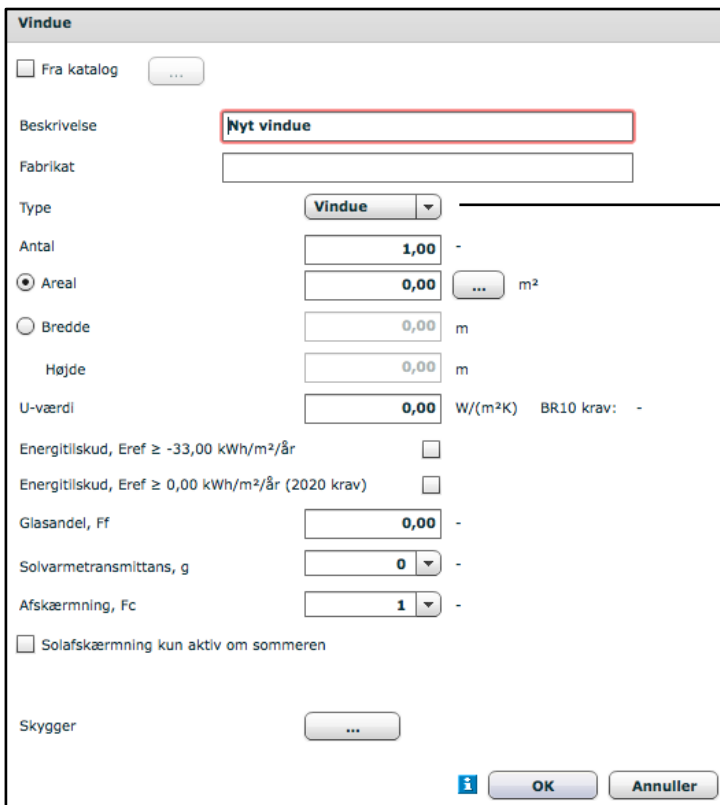 Vindue
Fra katalog ...
Beskrivelse Nyt vindue
Fabrikat
Type Vindue
Antal 1,00 -
Areal 0,00 ... m²
Bredde 0,00 m
Højde 0,00 m
U-værdi 0,00 W/(m²K) BR10 krav: -
Energitilskud, Eref ≥ -33,00 kWh/m²/år
Energitilskud, Eref ≥ 0,00 kWh/m²/år (2020 krav)
Glasandel, Ff 0,00 -
Solvarmetransmittans, g 0 -
Afskærmning, Fc 1 -
Solafskærmning kun aktiv om sommeren
Skygger ...
i OK Annuller